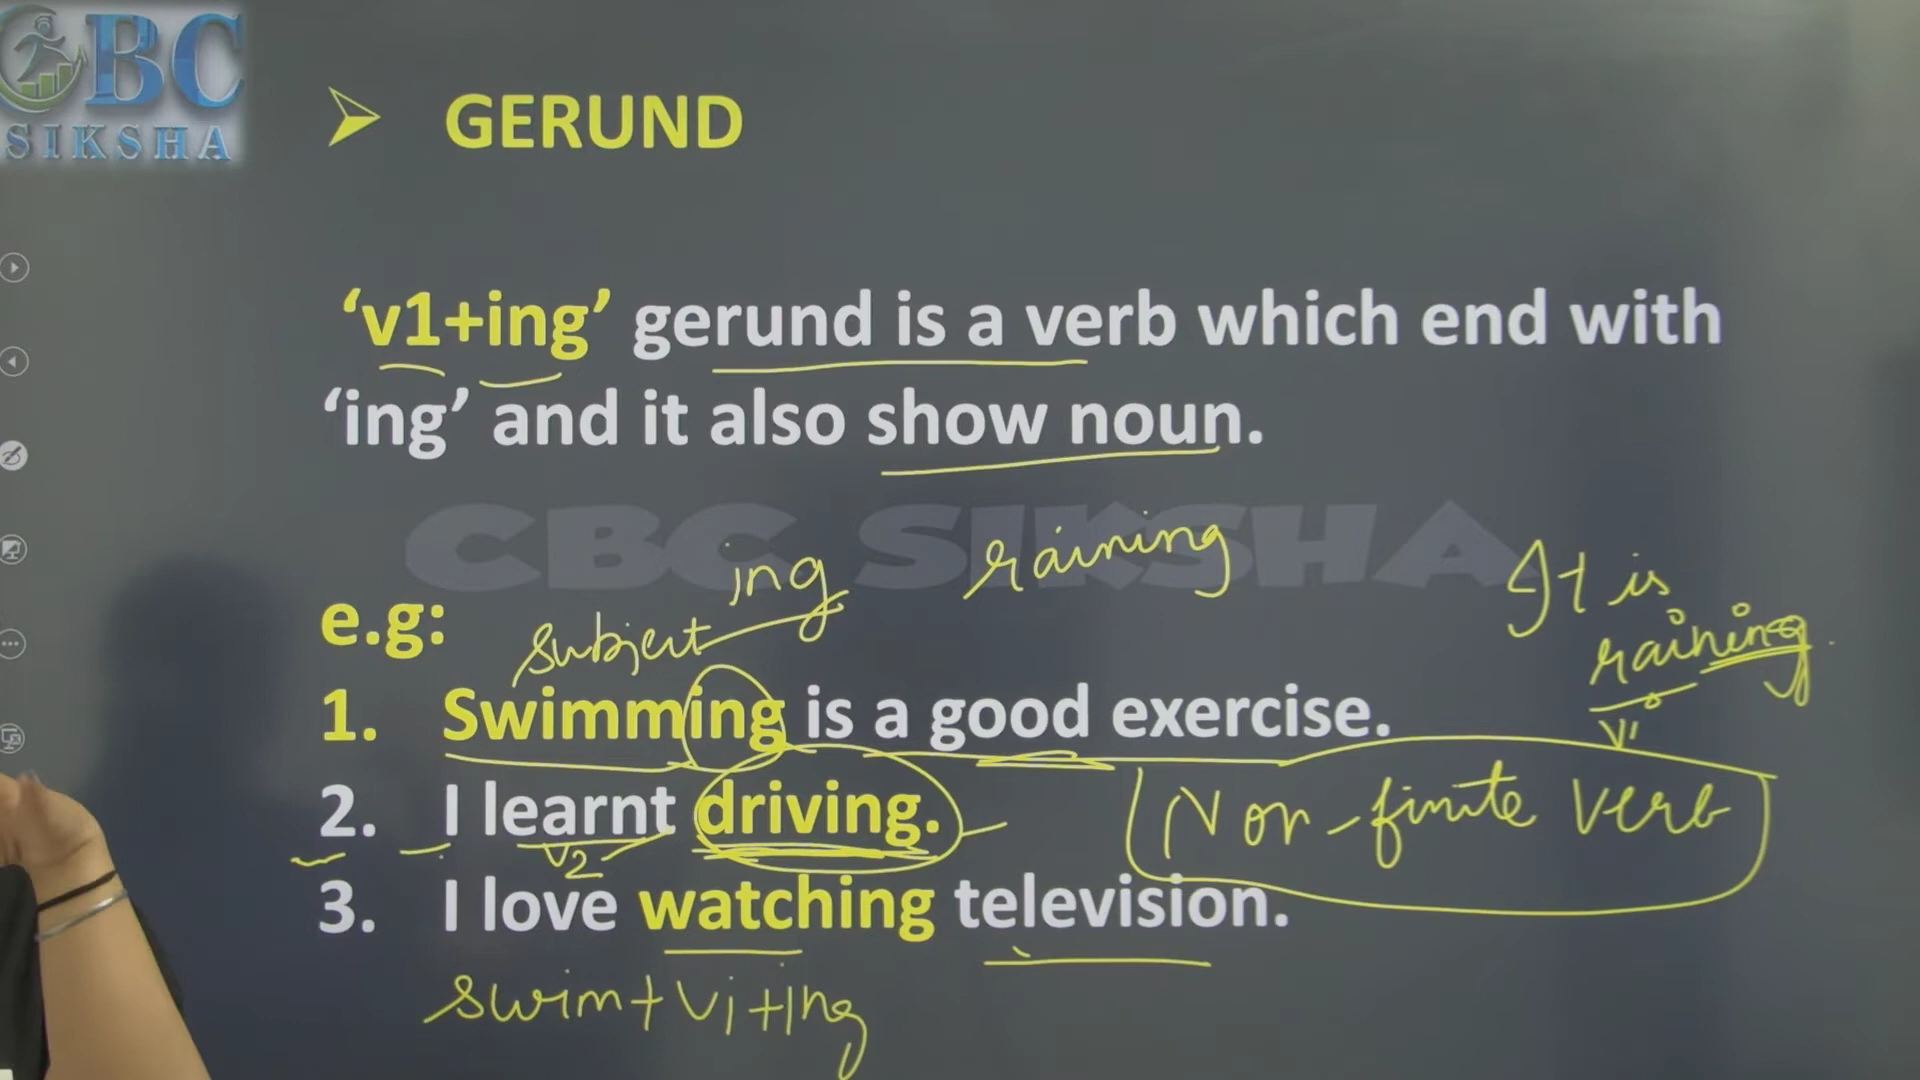 CBC
SIKSHA
➢ GERUND
‘v1+ing’ gerund is a verb which end with
‘ing’ and it also show noun.
CBC SIKSHA
ing raining It is
raining.
V1
e.g:
subject
1. Swimming is a good exercise.
2. I learnt driving.
V2
Non-finite Verb
3. I love watching television.
swim+V1+ing